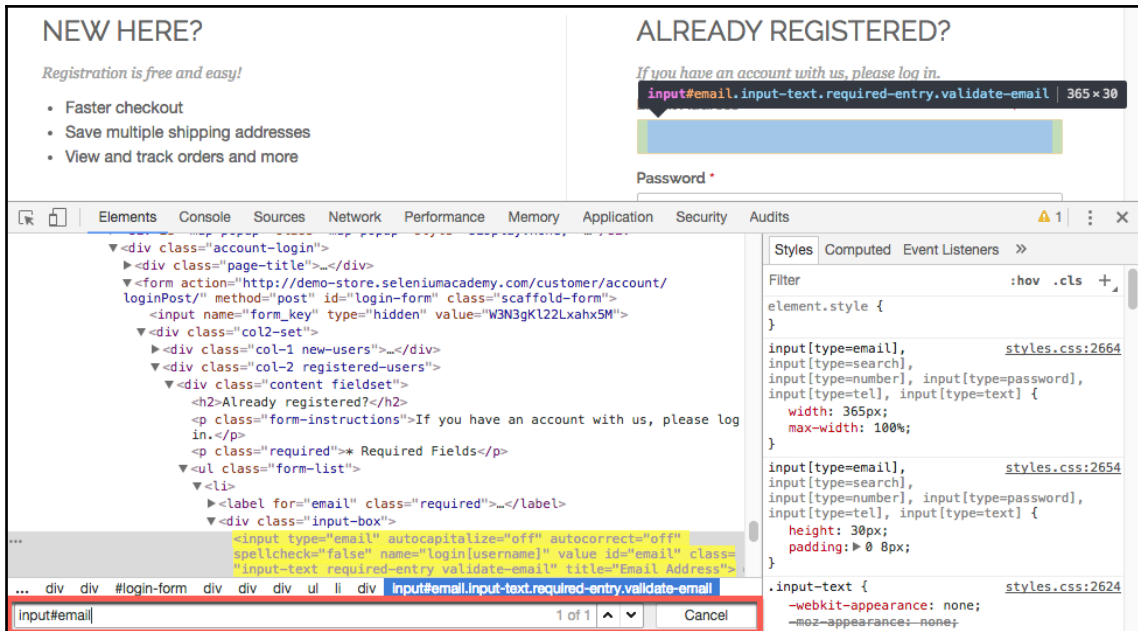 NEW HERE?
Registration is free and easy!
• Faster checkout
• Save multiple shipping addresses
• View and track orders and more
ALREADY REGISTERED?
If you have an account with us, please log in.
input#email.input-text.required-entry.validate-email | 365×30
Password *
Elements Console Sources Network Performance Memory Application Security Audits 1
▼<div class="account-login">
▶<div class="page-title">…</div>
▼<form action="http://demo-store.seleniumacademy.com/customer/account/
loginPost/" method="post" id="login-form" class="scaffold-form">
<input name="form_key" type="hidden" value="W3N3gKl22Lxahx5M">
▼<div class="col2-set">
▶<div class="col-1 new-users">…</div>
▼<div class="col-2 registered-users">
▼<div class="content fieldset">
<h2>Already registered?</h2>
<p class="form-instructions">If you have an account with us, please log
in.</p>
<p class="required">* Required Fields</p>
▼<ul class="form-list">
▼<li>
▶<label for="email" class="required">…</label>
▼<div class="input-box">
<input type="email" autocapitalize="off" autocorrect="off"
spellcheck="false" name="login[username]" value id="email" class=
"input-text required-entry validate-email" title="Email Address">
... div div #login-form div div div ul li div input#email.input-text.required-entry.validate-email
input#email 1 of 1 Cancel
Styles Computed Event Listeners »
Filter :hov .cls +
element.style {
}
input[type=email], styles.css:2664
input[type=search],
input[type=number], input[type=password],
input[type=tel], input[type=text] {
width: 365px;
max-width: 100%;
}
input[type=email], styles.css:2654
input[type=search],
input[type=number], input[type=password],
input[type=tel], input[type=text] {
height: 30px;
padding:▶ 0 8px;
}
.input-text { styles.css:2624
-webkit-appearance: none;
-moz-appearance: none;